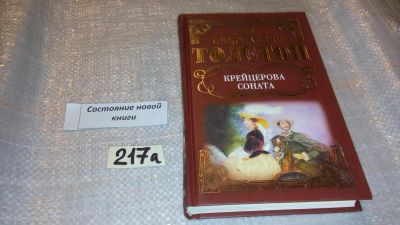 ТОЛСТОЙ
КРЕЙЦЕРОВА
СОНАТА
Состояние новой
книги
217а